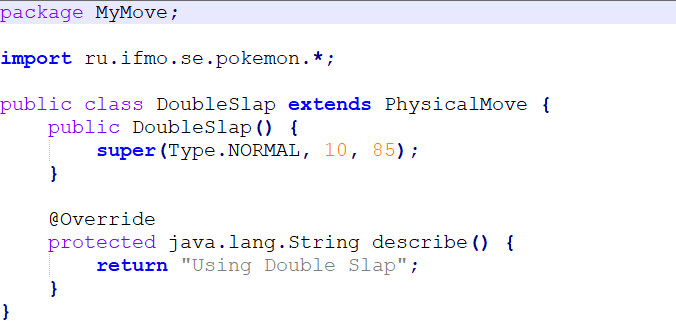 package MyMove;
import ru.ifmo.se.pokemon.*;
public class DoubleSlap extends PhysicalMove {
    public DoubleSlap() {
        super(Type.NORMAL, 10, 85);
    }
    @Override
    protected java.lang.String describe() {
        return "Using Double Slap";
    }
}